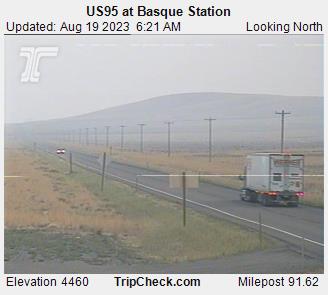 US95 at Basque Station
Updated: Aug 19 2023 6:21 AM Looking North
Elevation 4460 TripCheck.com Milepost 91.62